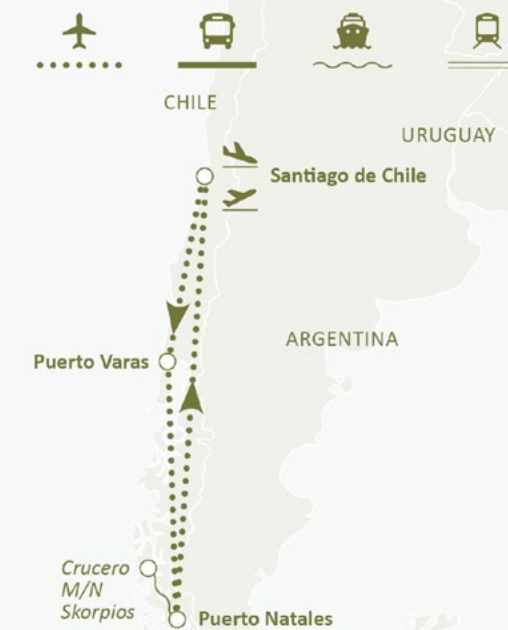 CHILE
URUGUAY
Santiago de Chile
ARGENTINA
Puerto Varas
Crucero
M/N
Skorpios
Puerto Natales